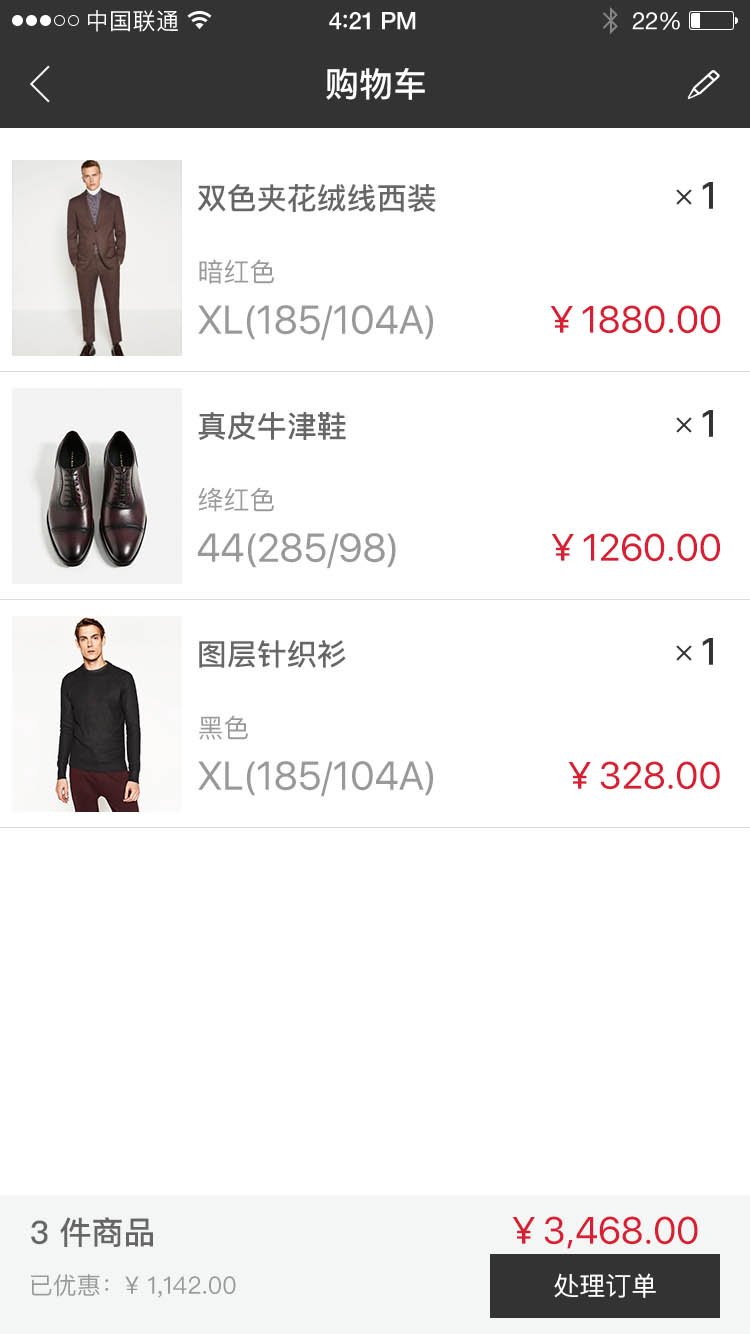 中国联通 4:21 PM 22%
购物车
双色夹花绒线西装 ×1
暗红色
XL(185/104A) ¥1880.00
真皮牛津鞋 ×1
绛红色
44(285/98) ¥1260.00
图层针织衫 ×1
黑色
XL(185/104A) ¥328.00
3 件商品 ¥3,468.00
已优惠：¥1,142.00 处理订单